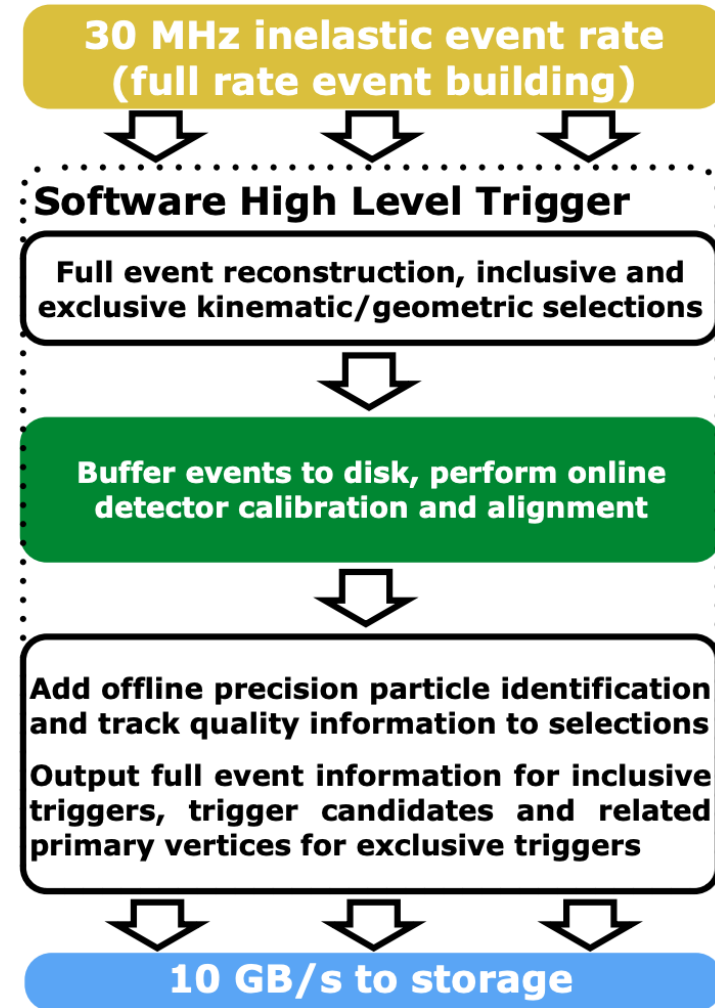 30 MHz inelastic event rate
(full rate event building)
Software High Level Trigger
Full event reconstruction, inclusive and
exclusive kinematic/geometric selections
Buffer events to disk, perform online
detector calibration and alignment
Add offline precision particle identification
and track quality information to selections
Output full event information for inclusive
triggers, trigger candidates and related
primary vertices for exclusive triggers
10 GB/s to storage